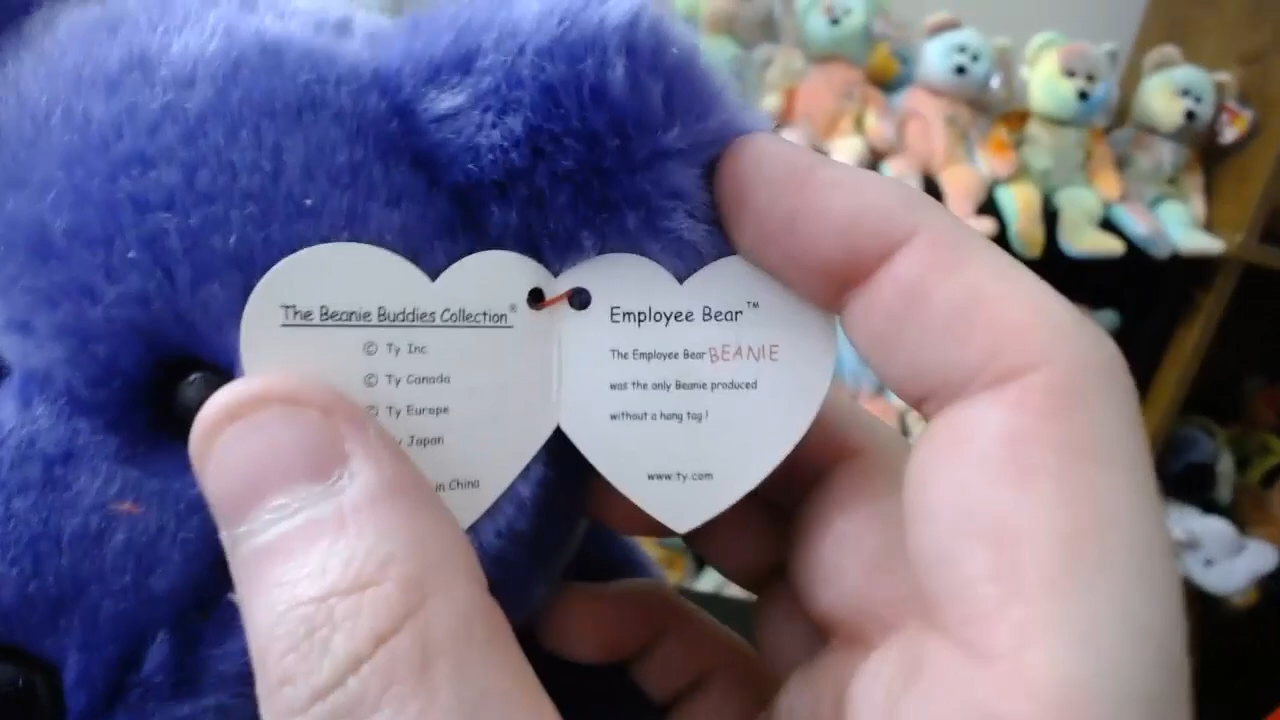 The Beanie Buddies Collection®
© Ty Inc
© Ty Canada
© Ty Europe
Japan
in China
Employee Bear™
The Employee Bear BEANIE
was the only Beanie produced
without a hang tag!
www.ty.com